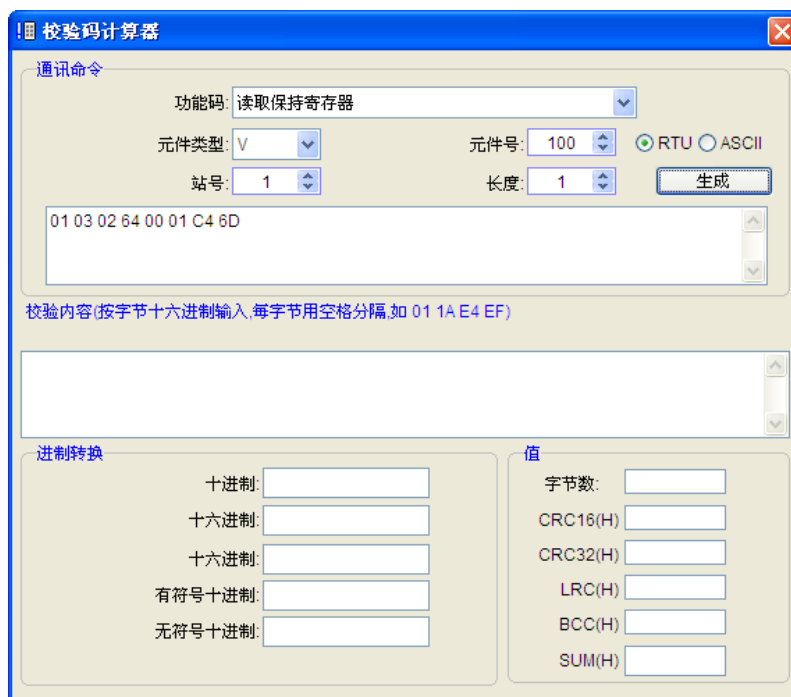 校验码计算器
通讯命令
功能码: 读取保持寄存器
元件类型: V 元件号: 100 RTU ASCII
站号: 1 长度: 1 生成
01 03 02 64 00 01 C4 6D
校验内容(按字节十六进制输入,每字节用空格分隔,如 01 1A E4 EF)
进制转换
十进制:
十六进制:
十六进制:
有符号十进制:
无符号十进制:
值
字节数:
CRC16(H)
CRC32(H)
LRC(H)
BCC(H)
SUM(H)